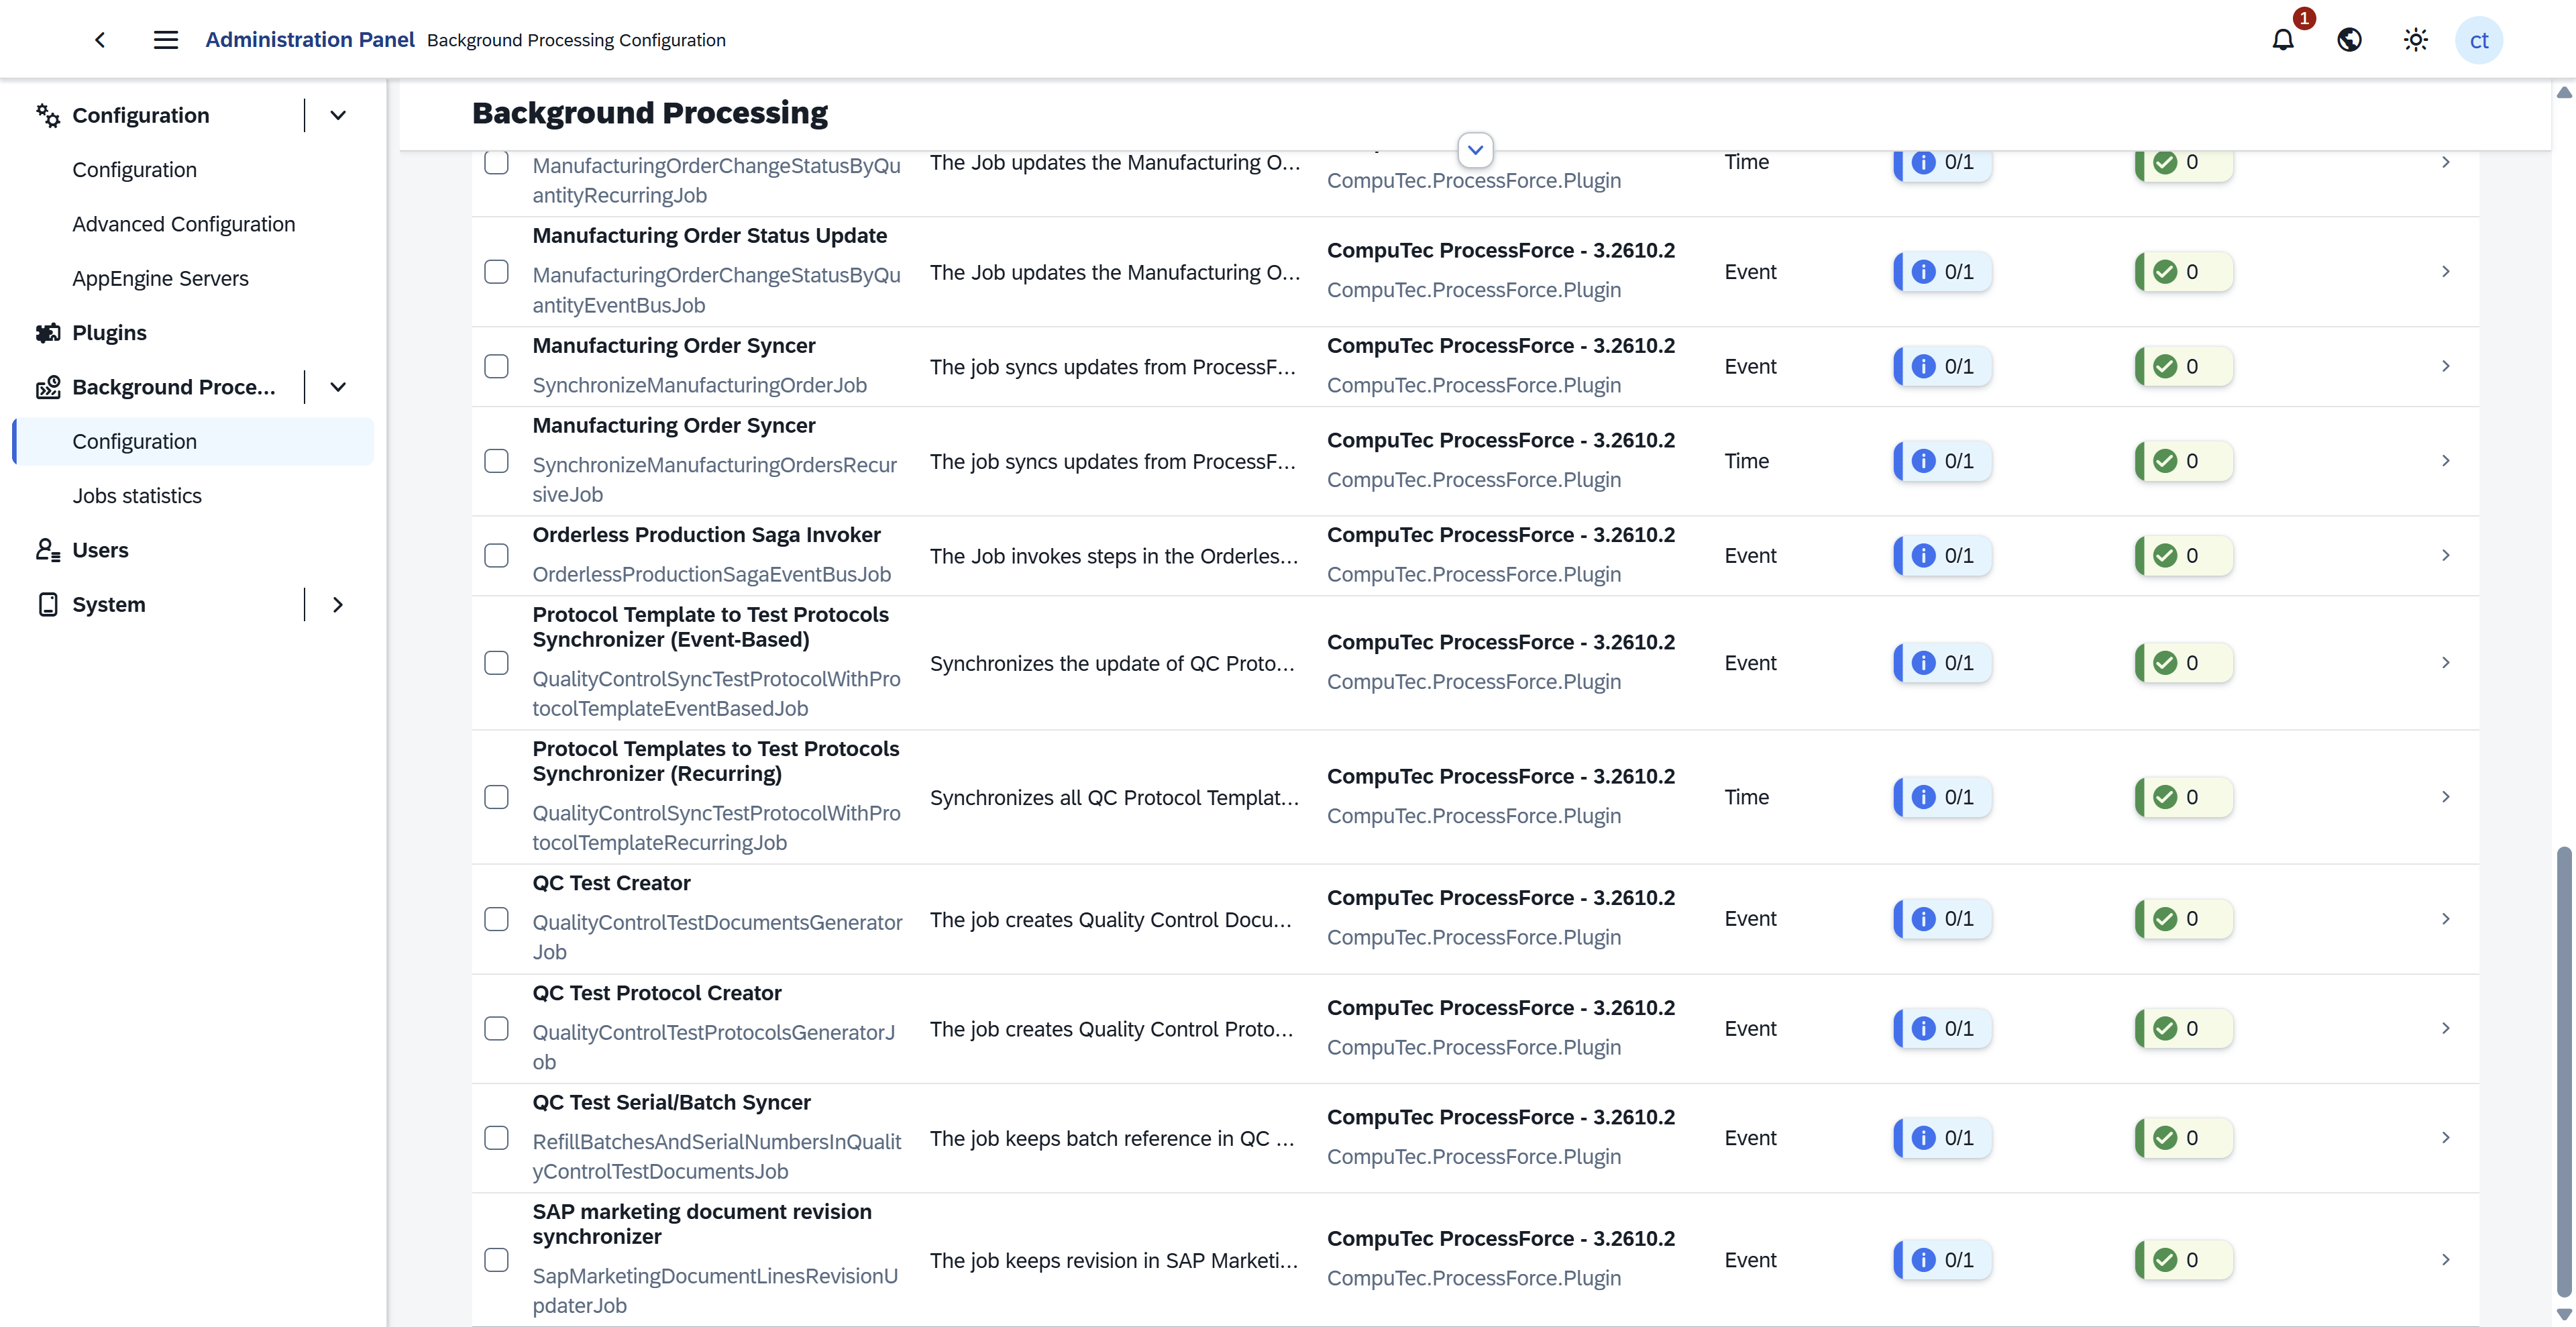 Administration Panel Background Processing Configuration
1
ct
Configuration
Configuration
Advanced Configuration
AppEngine Servers
Plugins
Background Proce...
Configuration
Jobs statistics
Users
System
Background Processing
ManufacturingOrderChangeStatusByQu
antityRecurringJob
The Job updates the Manufacturing O...
CompuTec.ProcessForce.Plugin
Time
0/1
0
Manufacturing Order Status Update
ManufacturingOrderChangeStatusByQu
antityEventBusJob
The Job updates the Manufacturing O...
CompuTec ProcessForce - 3.2610.2
CompuTec.ProcessForce.Plugin
Event
0/1
0
Manufacturing Order Syncer
SynchronizeManufacturingOrderJob
The job syncs updates from ProcessF...
CompuTec ProcessForce - 3.2610.2
CompuTec.ProcessForce.Plugin
Event
0/1
0
Manufacturing Order Syncer
SynchronizeManufacturingOrdersRecur
siveJob
The job syncs updates from ProcessF...
CompuTec ProcessForce - 3.2610.2
CompuTec.ProcessForce.Plugin
Time
0/1
0
Orderless Production Saga Invoker
OrderlessProductionSagaEventBusJob
The Job invokes steps in the Orderles...
CompuTec ProcessForce - 3.2610.2
CompuTec.ProcessForce.Plugin
Event
0/1
0
Protocol Template to Test Protocols
Synchronizer (Event-Based)
QualityControlSyncTestProtocolWithPro
tocolTemplateEventBasedJob
Synchronizes the update of QC Proto...
CompuTec ProcessForce - 3.2610.2
CompuTec.ProcessForce.Plugin
Event
0/1
0
Protocol Templates to Test Protocols
Synchronizer (Recurring)
QualityControlSyncTestProtocolWithPro
tocolTemplateRecurringJob
Synchronizes all QC Protocol Templat...
CompuTec ProcessForce - 3.2610.2
CompuTec.ProcessForce.Plugin
Time
0/1
0
QC Test Creator
QualityControlTestDocumentsGenerator
Job
The job creates Quality Control Docu...
CompuTec ProcessForce - 3.2610.2
CompuTec.ProcessForce.Plugin
Event
0/1
0
QC Test Protocol Creator
QualityControlTestProtocolsGeneratorJ
ob
The job creates Quality Control Proto...
CompuTec ProcessForce - 3.2610.2
CompuTec.ProcessForce.Plugin
Event
0/1
0
QC Test Serial/Batch Syncer
RefillBatchesAndSerialNumbersInQualit
yControlTestDocumentsJob
The job keeps batch reference in QC ...
CompuTec ProcessForce - 3.2610.2
CompuTec.ProcessForce.Plugin
Event
0/1
0
SAP marketing document revision
synchronizer
SapMarketingDocumentLinesRevisionU
pdaterJob
The job keeps revision in SAP Marketi...
CompuTec ProcessForce - 3.2610.2
CompuTec.ProcessForce.Plugin
Event
0/1
0